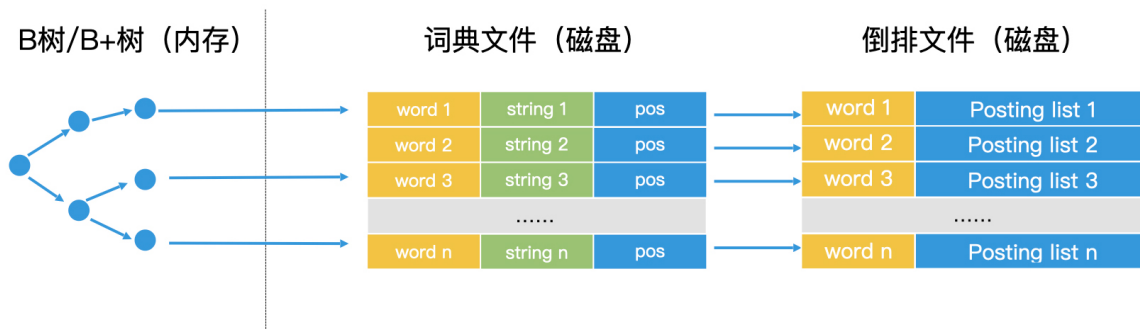 B树/B+树（内存）
词典文件（磁盘）
倒排文件（磁盘）
word 1 string 1 pos
word 2 string 2 pos
word 3 string 3 pos
......
word n string n pos
word 1 Posting list 1
word 2 Posting list 2
word 3 Posting list 3
......
word n Posting list n